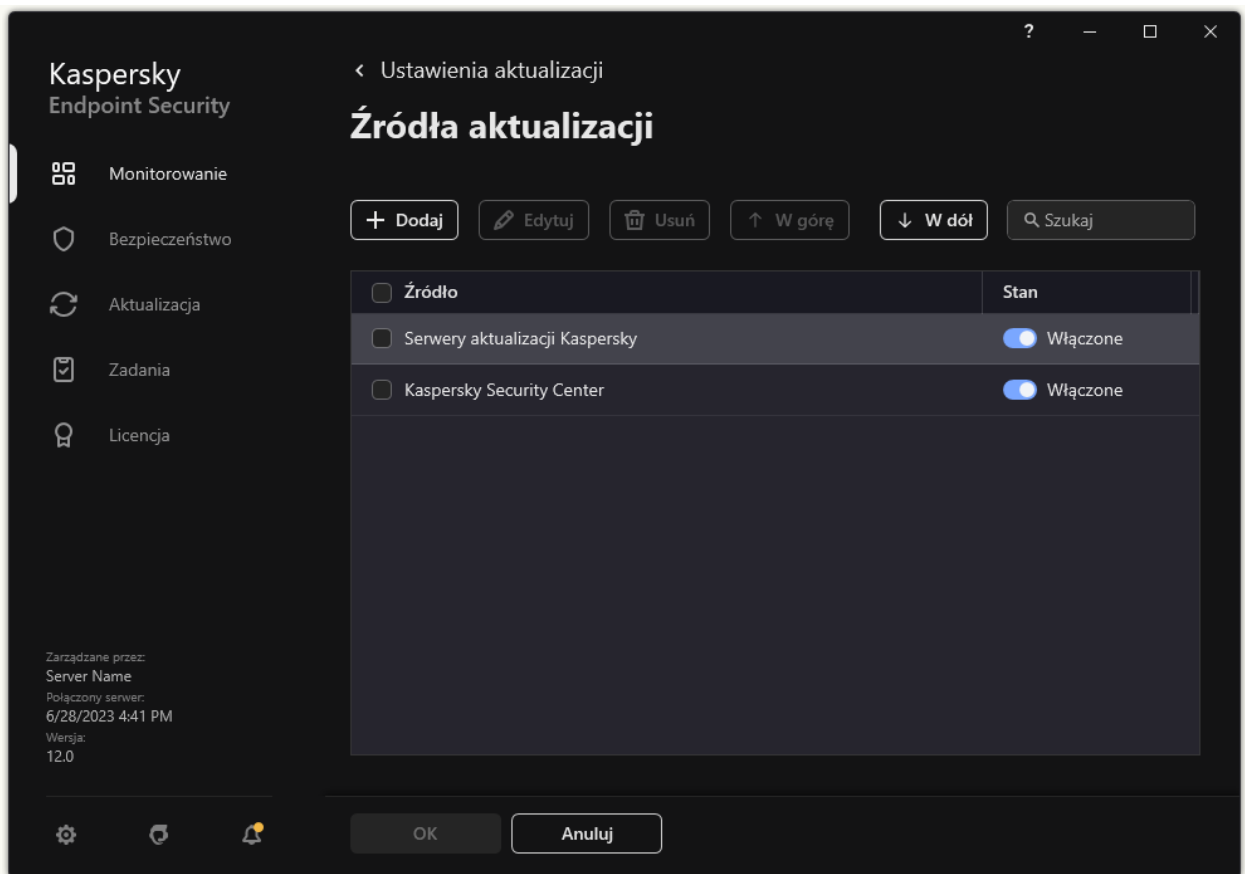 ?
Kaspersky
Endpoint Security
Monitorowanie
Bezpieczeństwo
Aktualizacja
Zadania
Licencja
Zarządzane przez:
Server Name
Połączony serwer:
6/28/2023 4:41 PM
Wersja:
12.0
Ustawienia aktualizacji
Źródła aktualizacji
Dodaj Edytuj Usuń W górę W dół Szukaj
Źródło Stan
Serwery aktualizacji Kaspersky Włączone
Kaspersky Security Center Włączone
OK Anuluj